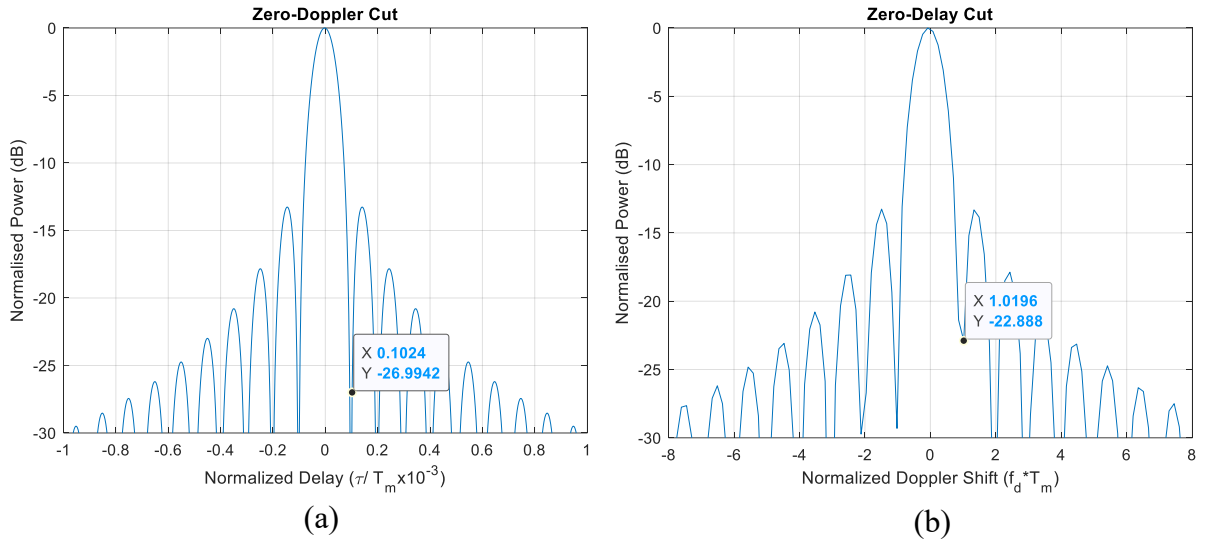 Zero-Doppler Cut
Normalised Power (dB)
0
-5
-10
-15
-20
-25
-30
X 0.1024
Y -26.9942
-1
-0.8
-0.6
-0.4
-0.2
0
0.2
0.4
0.6
0.8
1
Normalized Delay (τ/ Tmx10-3)
(a)
Zero-Delay Cut
Normalised Power (dB)
0
-5
-10
-15
-20
-25
-30
X 1.0196
Y -22.888
-8
-6
-4
-2
0
2
4
6
8
Normalized Doppler Shift (fd*Tm)
(b)